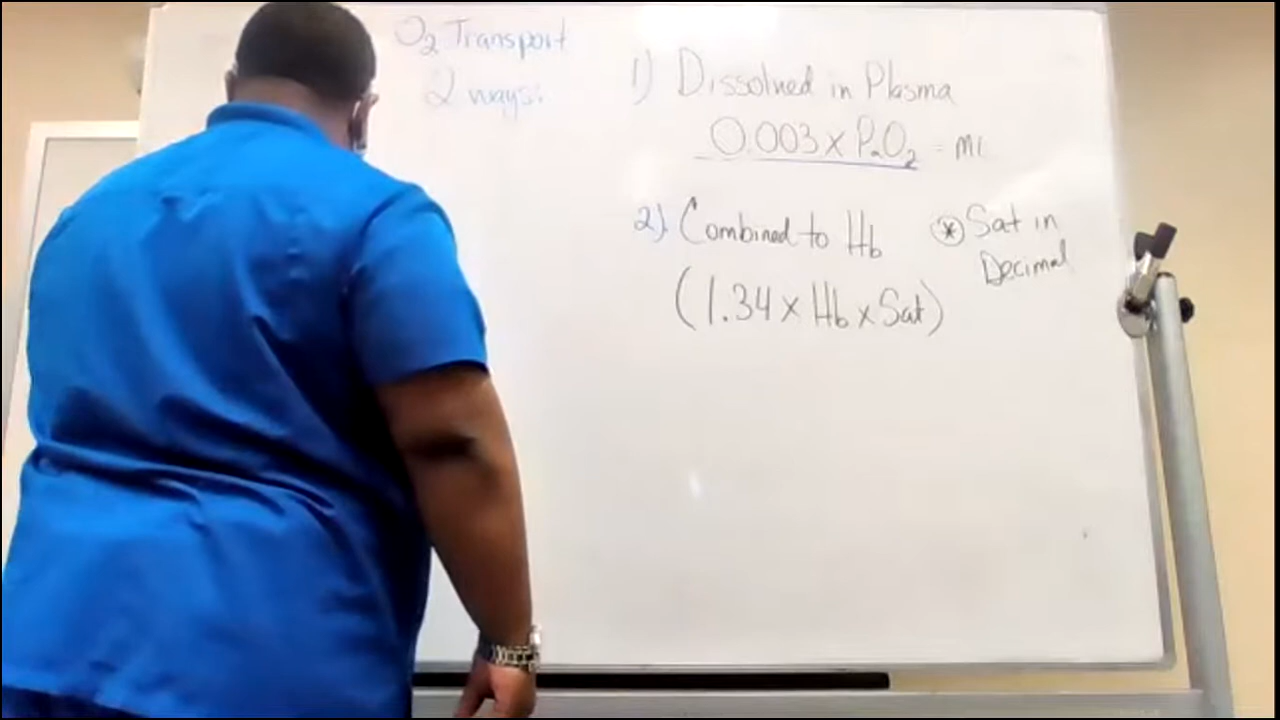 O₂ Transport
2 ways:
1) Dissolved in Plasma
0.003 x PaO₂ = ml
2). Combined to Hb
(1.34 x Hb x Sat)
* Sat in
Decimal